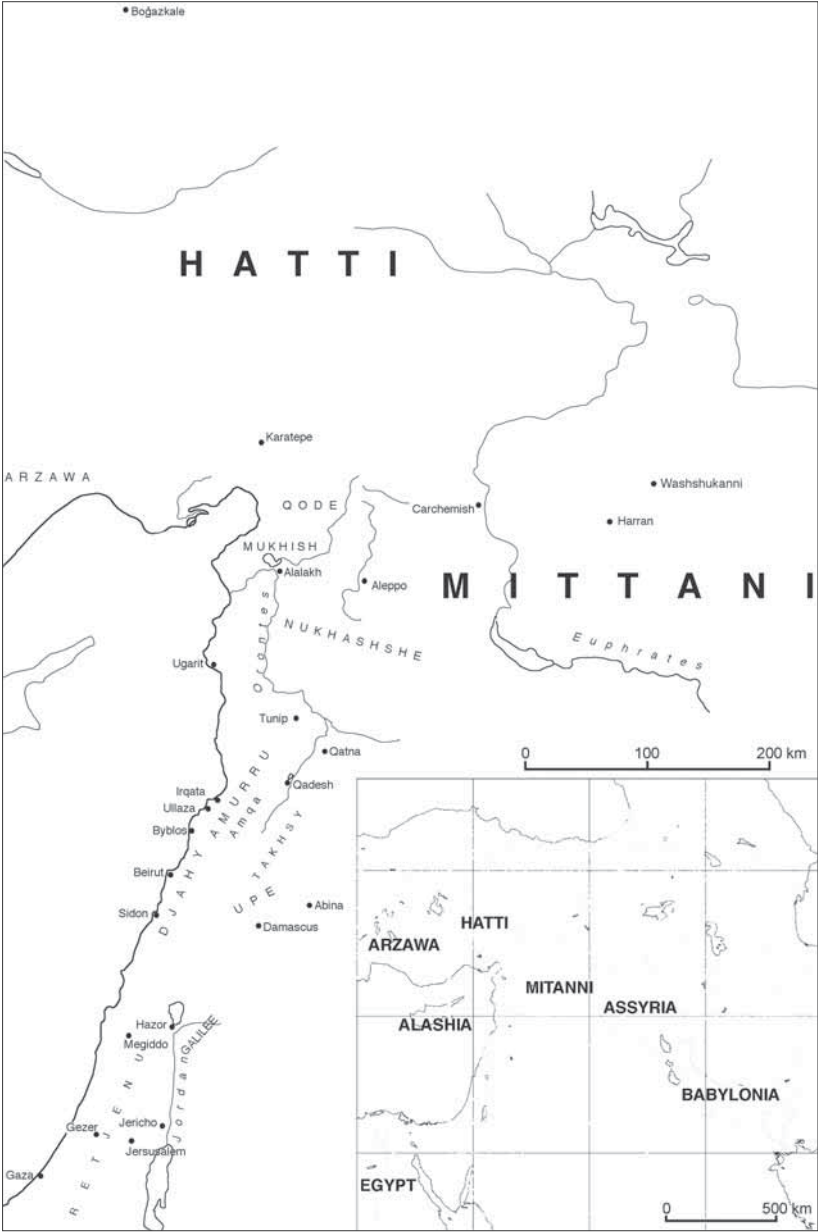 Boğazkale
HATTI
Karatepe
ARZAWA
QODE
Carchemish
Washshukanni
Harran
MUKHISH
Alalakh
Aleppo
MITTANI
Orontes
NUKHASHSHE
Euphrates
Ugarit
Tunip
Qatna
0 100 200 km
Qadesh
Irqata
Ullaza
AMURRU
Amqa
Byblos
TAKHSY
DJAHY
Beirut
UPE
Abina
Sidon
Damascus
Hazor
GALILEE
Megiddo
Jordan
RETJENU
Gezer
Jericho
Jersusalem
Gaza
HATTI
ARZAWA
MITANNI
ASSYRIA
ALASHIA
BABYLONIA
EGYPT
0 500 km